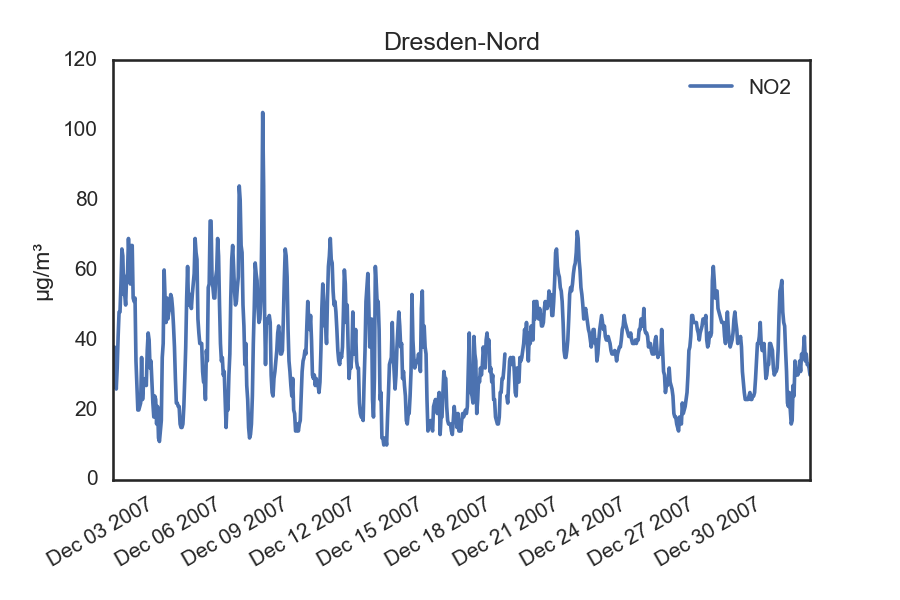 Dresden-Nord
NO2
µg/m³
120
100
80
60
40
20
0
Dec 03 2007
Dec 06 2007
Dec 09 2007
Dec 12 2007
Dec 15 2007
Dec 18 2007
Dec 21 2007
Dec 24 2007
Dec 27 2007
Dec 30 2007